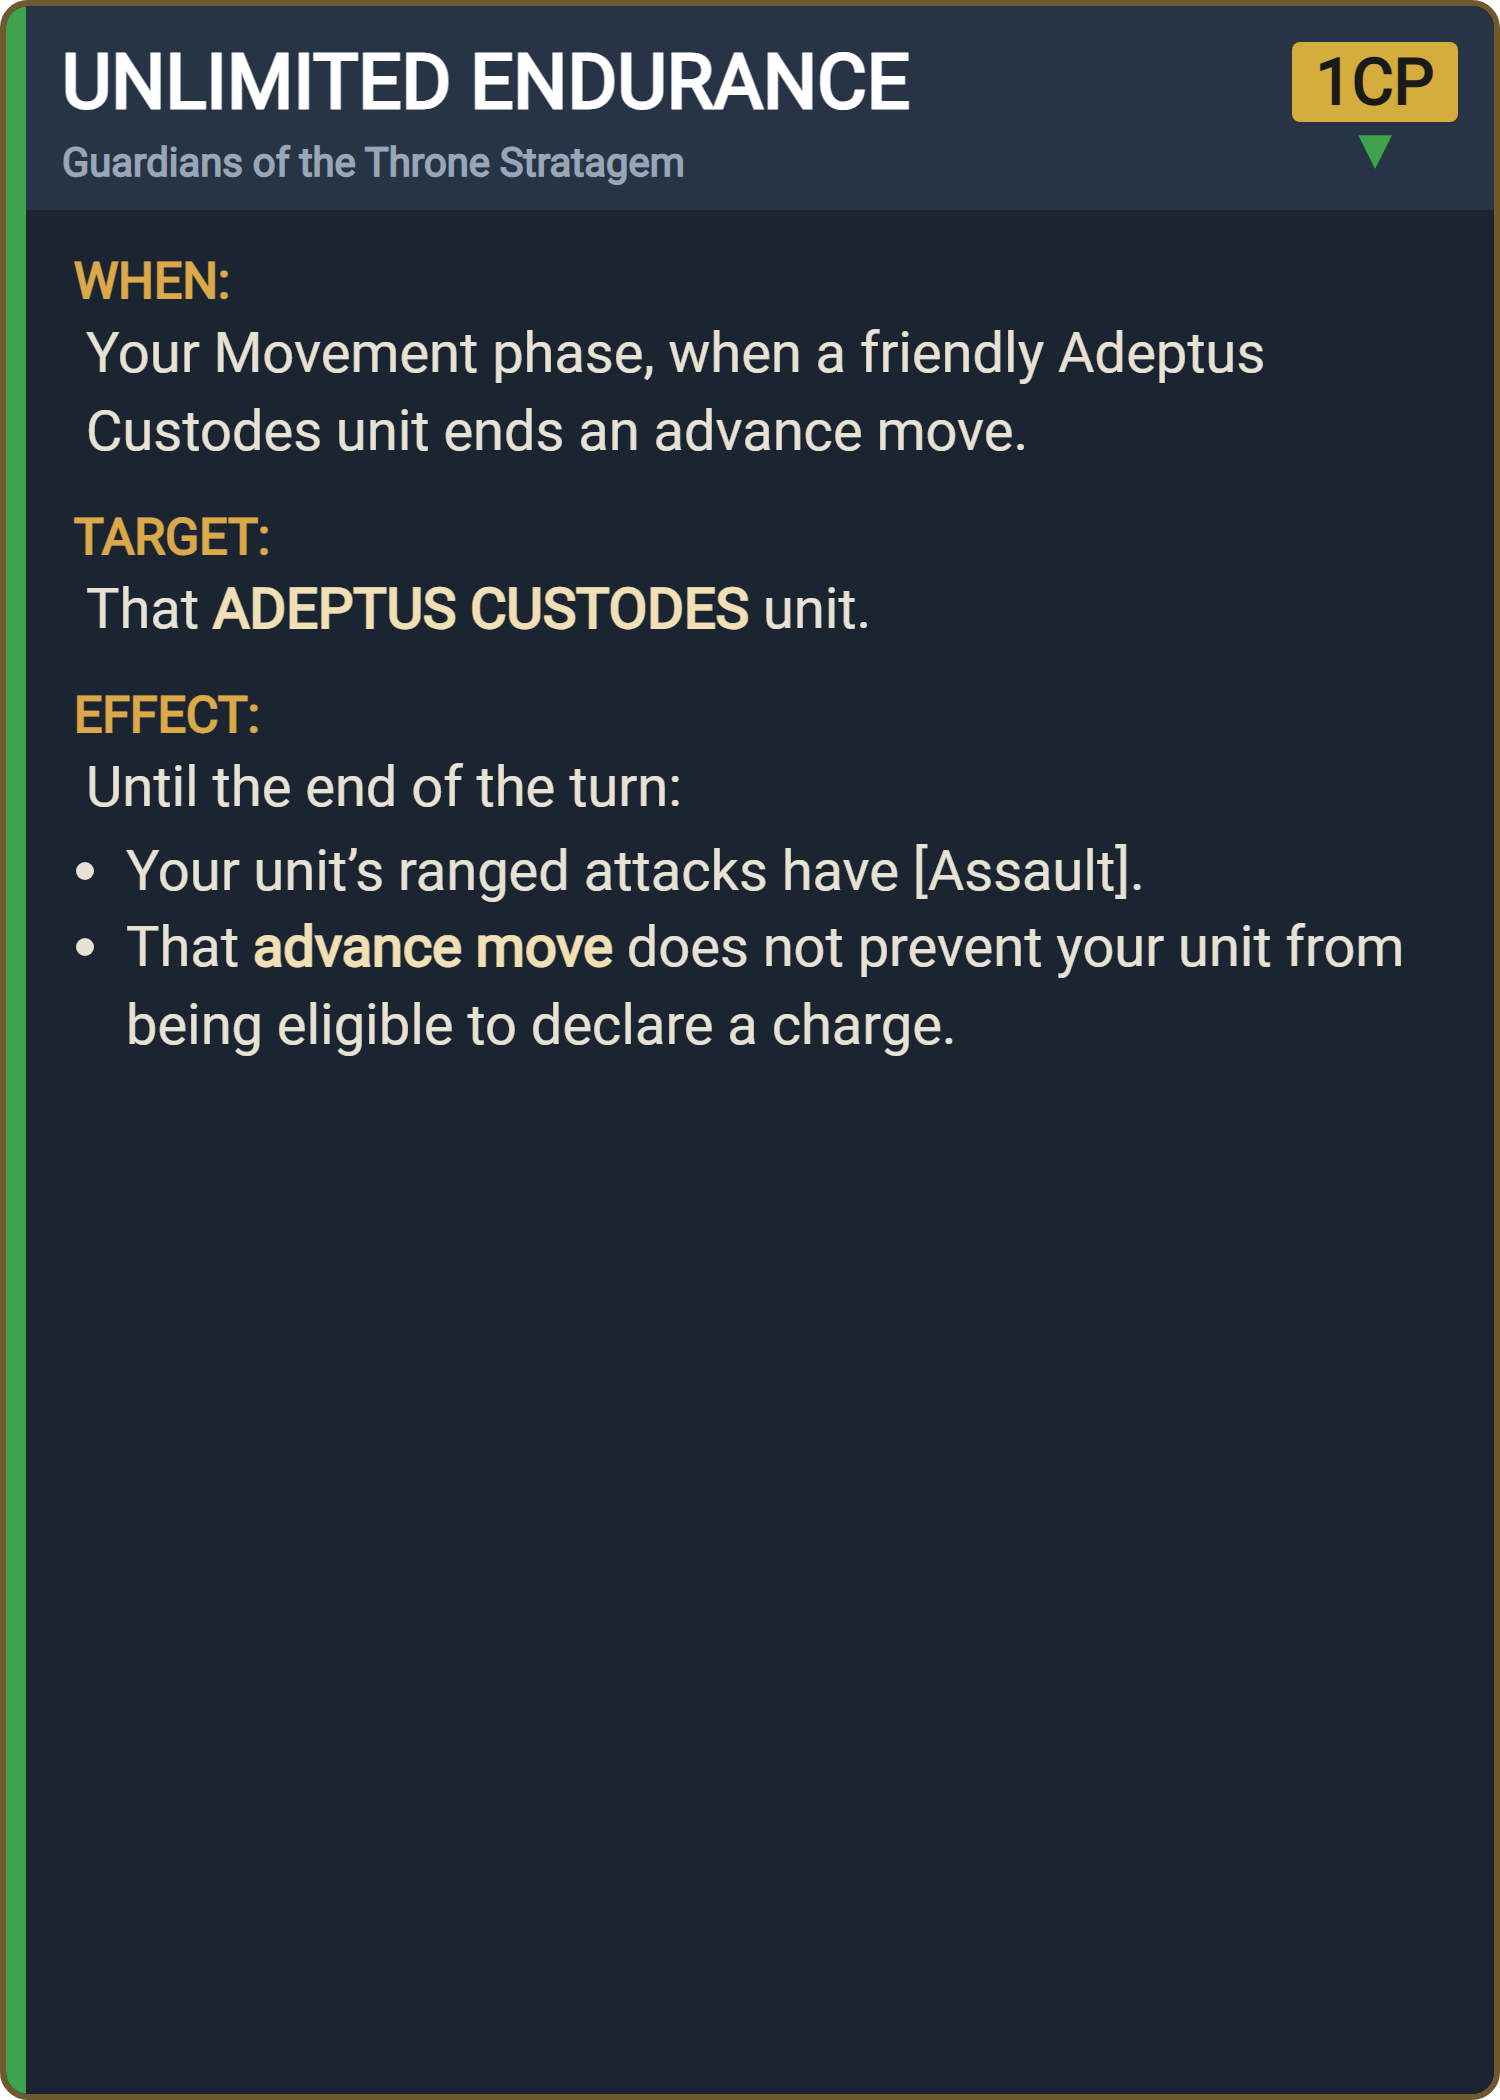 UNLIMITED ENDURANCE
1CP
Guardians of the Throne Stratagem
WHEN:
Your Movement phase, when a friendly Adeptus
Custodes unit ends an advance move.
TARGET:
That ADEPTUS CUSTODES unit.
EFFECT:
Until the end of the turn:
• Your unit’s ranged attacks have [Assault].
• That advance move does not prevent your unit from
being eligible to declare a charge.